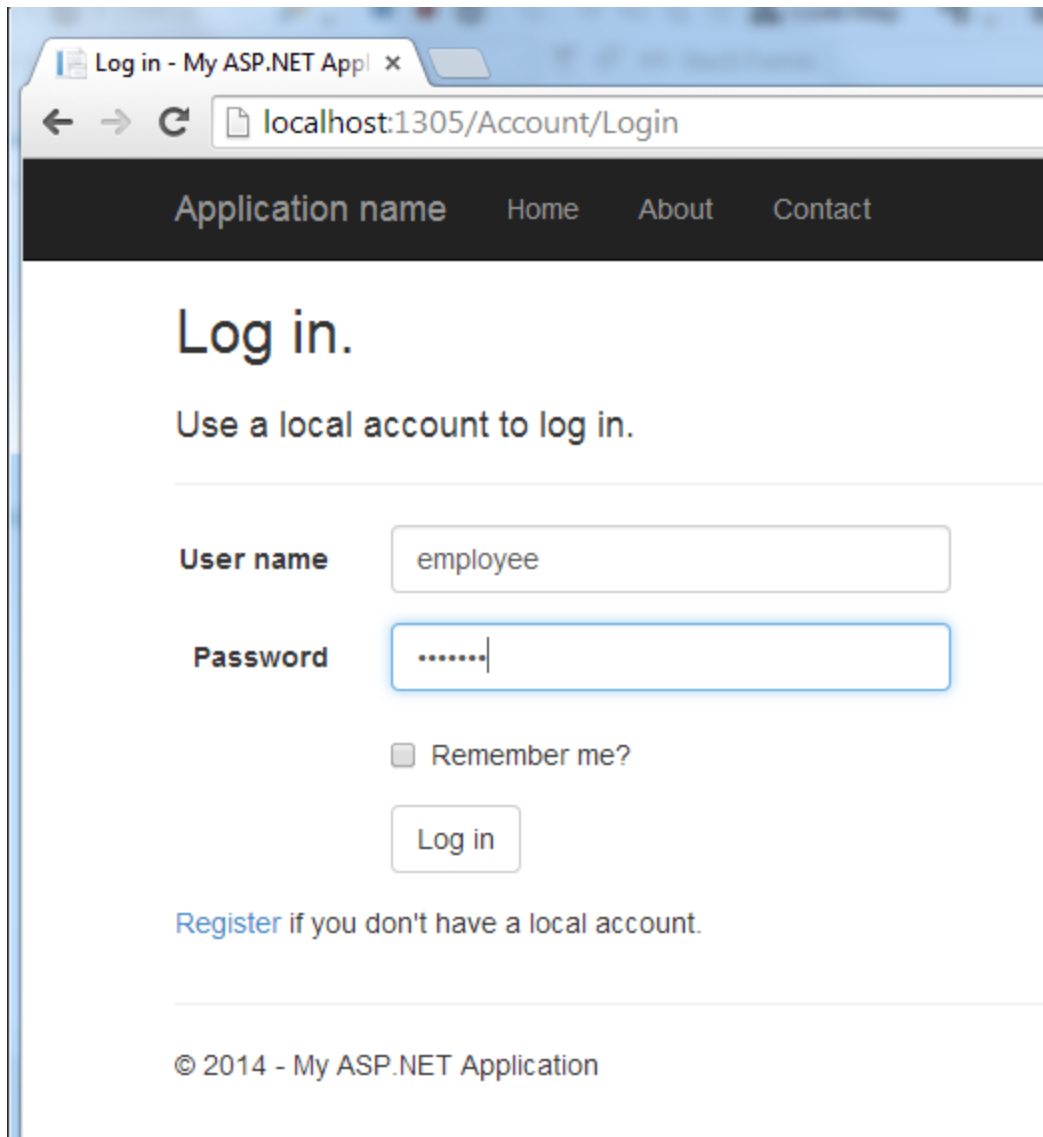 Log in - My ASP.NET Appl
localhost:1305/Account/Login
Application name Home About Contact
Log in.
Use a local account to log in.
User name employee
Password •••••••
Remember me?
Log in
Register if you don't have a local account.
© 2014 - My ASP.NET Application